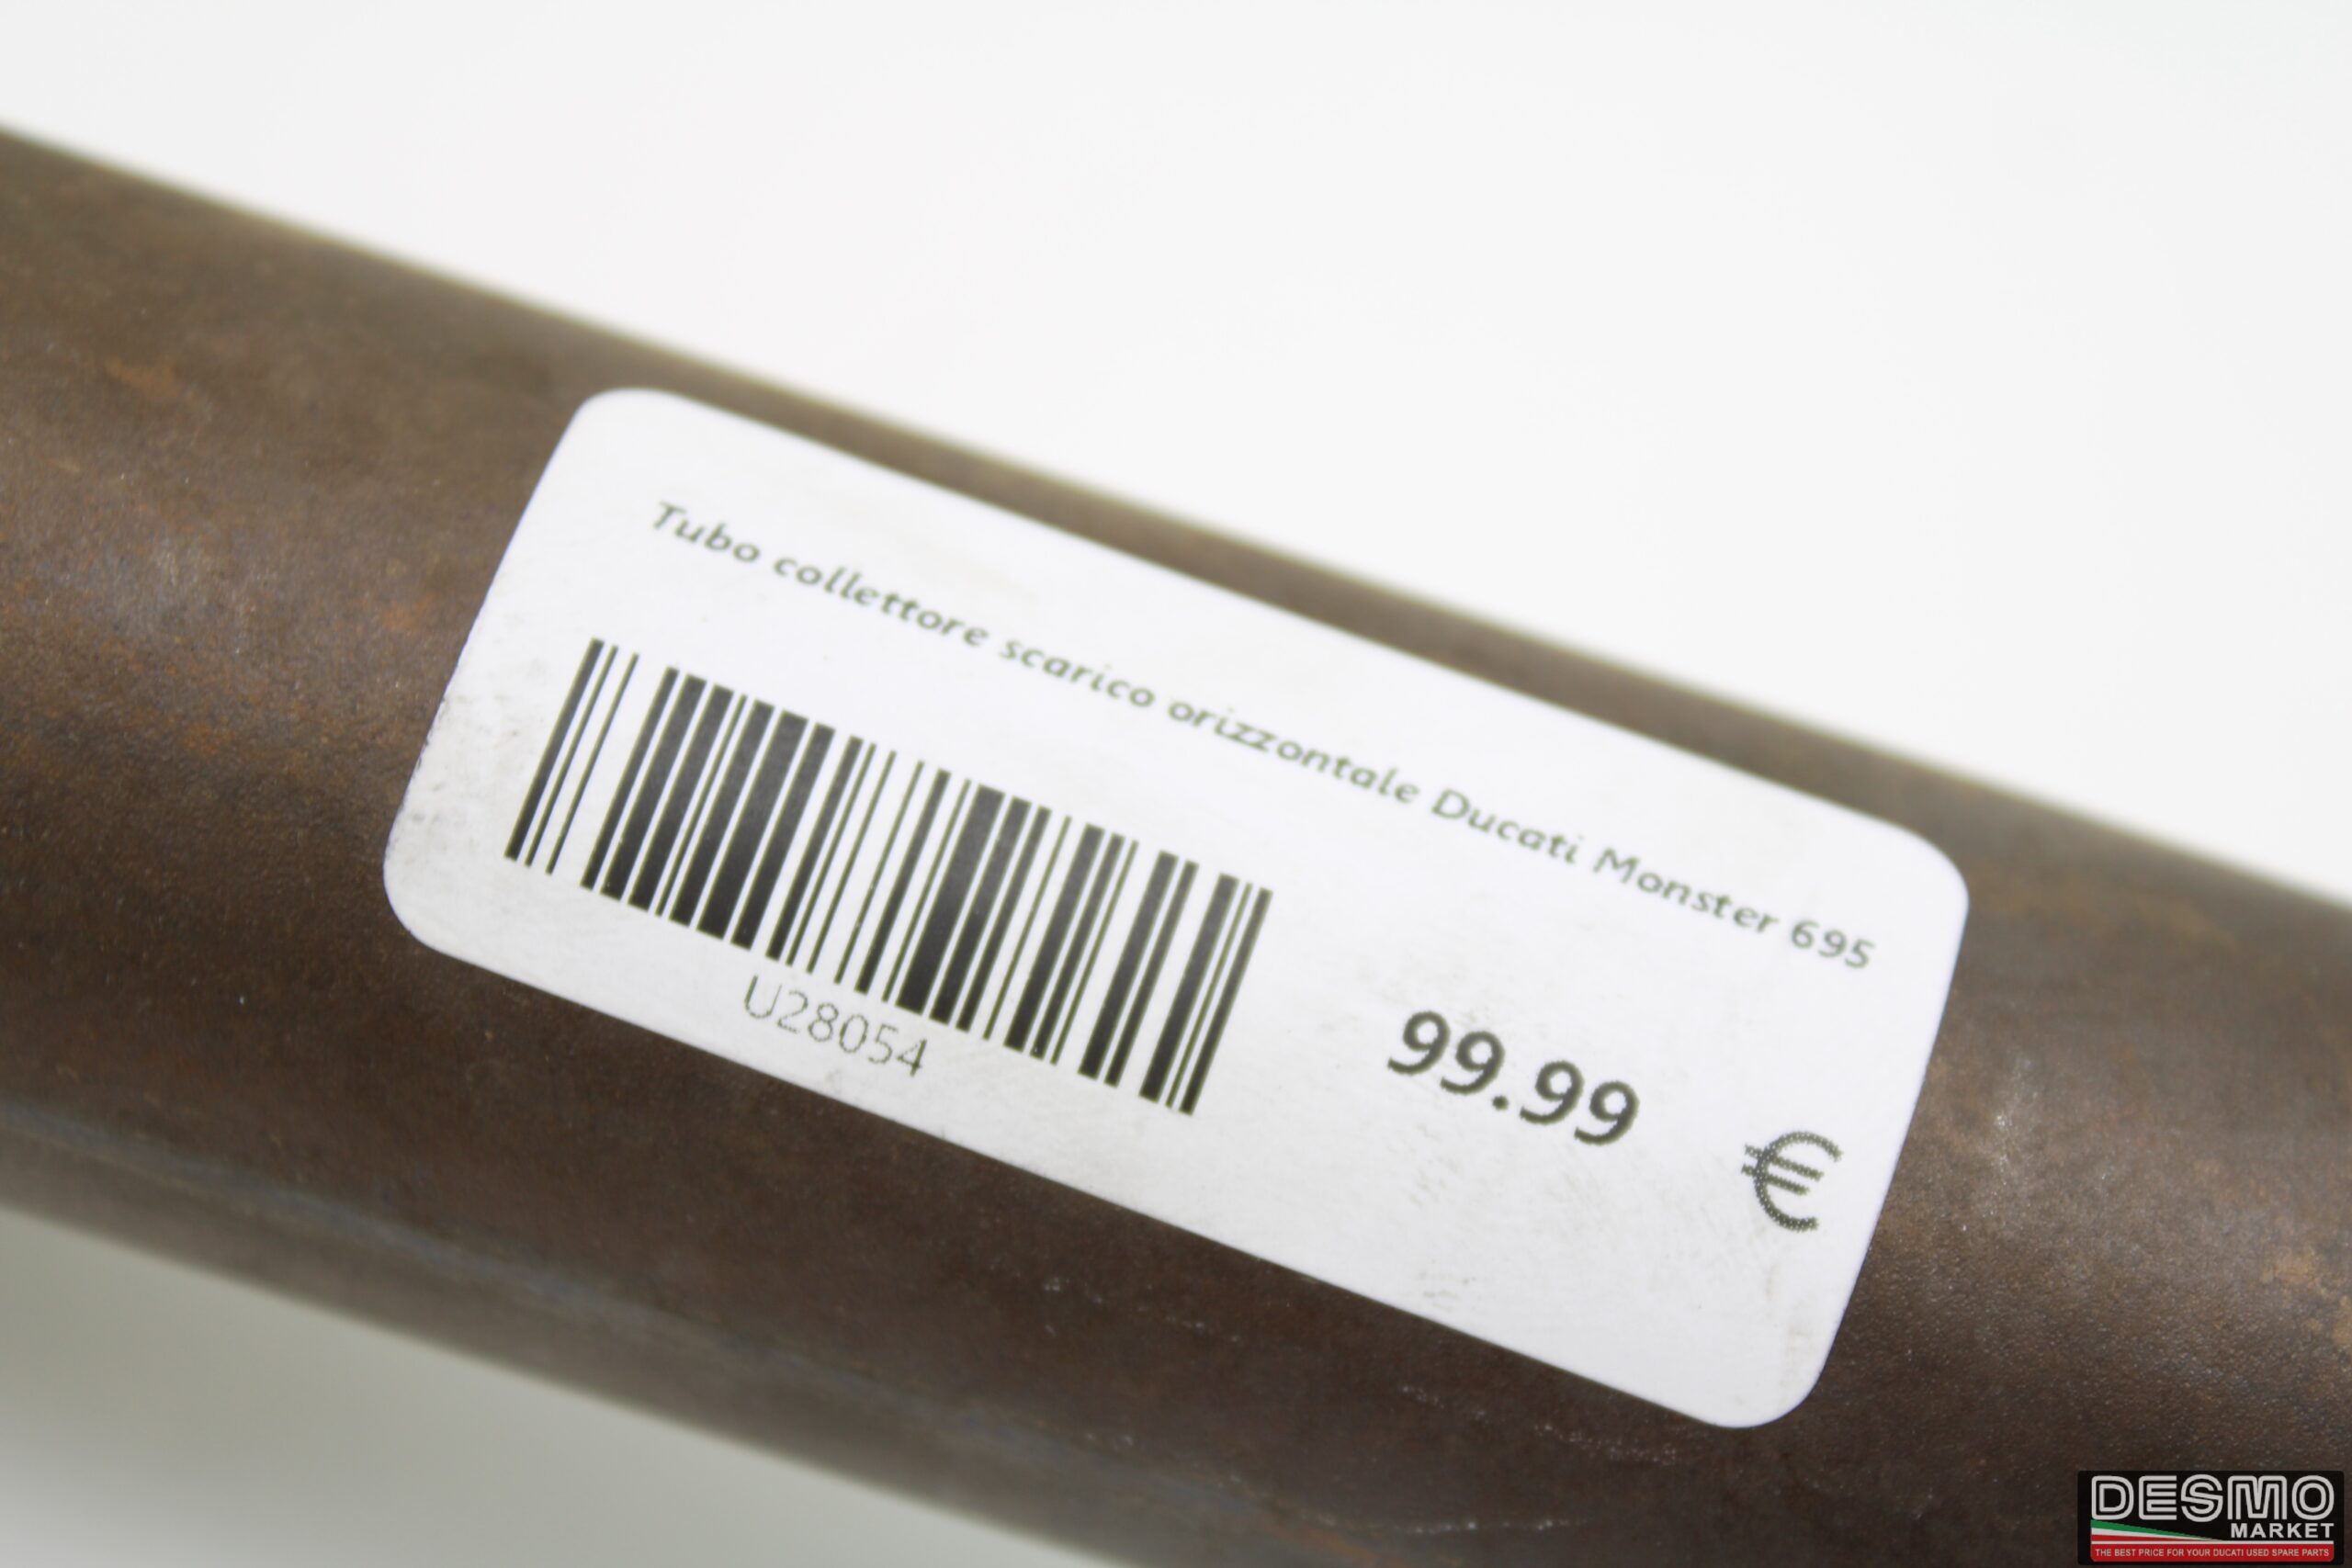 Tubo collettore scarico orizzontale Ducati Monster 695
U28054
99.99 €
DESMO
MARKET
THE BEST PRICE FOR YOUR DUCATI USED SPARE PARTS